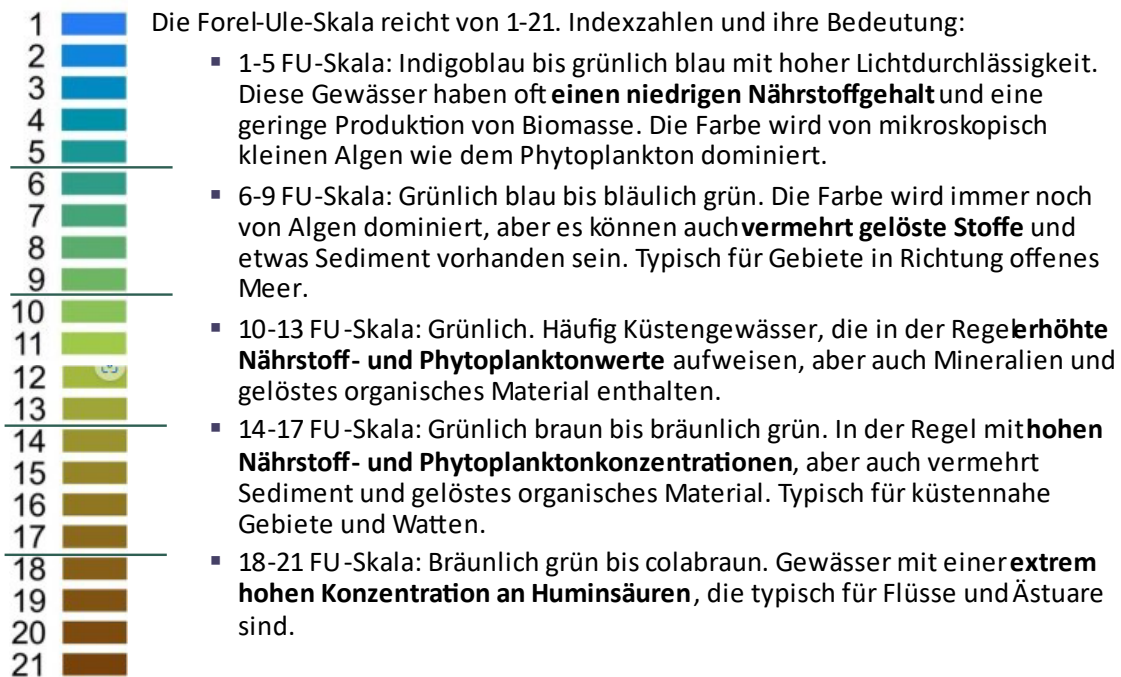 Die Forel-Ule-Skala reicht von 1-21. Indexzahlen und ihre Bedeutung:
1
2
3
4
5
6
7
8
9
10
11
12
13
14
15
16
17
18
19
20
21
▪ 1-5 FU-Skala: Indigoblau bis grünlich blau mit hoher Lichtdurchlässigkeit.
Diese Gewässer haben oft einen niedrigen Nährstoffgehalt und eine
geringe Produktion von Biomasse. Die Farbe wird von mikroskopisch
kleinen Algen wie dem Phytoplankton dominiert.
▪ 6-9 FU-Skala: Grünlich blau bis bläulich grün. Die Farbe wird immer noch
von Algen dominiert, aber es können auch vermehrt gelöste Stoffe und
etwas Sediment vorhanden sein. Typisch für Gebiete in Richtung offenes
Meer.
▪ 10-13 FU-Skala: Grünlich. Häufig Küstengewässer, die in der Regel erhöhte
Nährstoff- und Phytoplanktonwerte aufweisen, aber auch Mineralien und
gelöstes organisches Material enthalten.
▪ 14-17 FU-Skala: Grünlich braun bis bräunlich grün. In der Regel mit hohen
Nährstoff- und Phytoplanktonkonzentrationen, aber auch vermehrt
Sediment und gelöstes organisches Material. Typisch für küstennahe
Gebiete und Watten.
▪ 18-21 FU-Skala: Bräunlich grün bis colabraun. Gewässer mit einer extrem
hohen Konzentration an Huminsäuren, die typisch für Flüsse und Ästuare
sind.